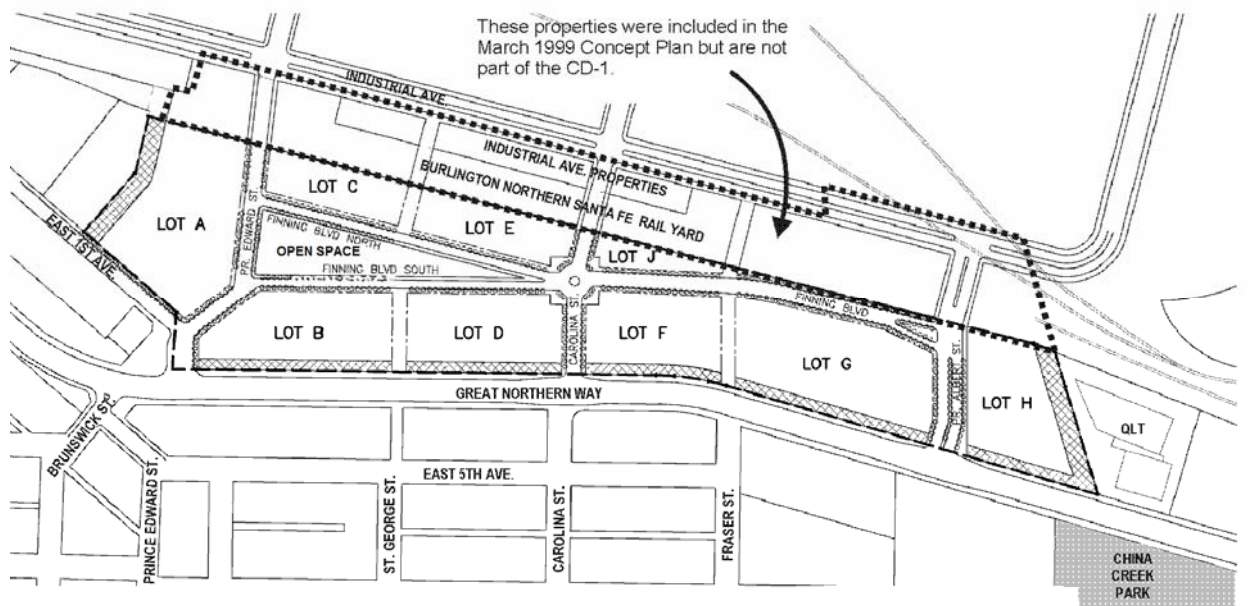 These properties were included in the
March 1999 Concept Plan but are not
part of the CD-1.
INDUSTRIAL AVE.
INDUSTRIAL AVE. PROPERTIES
BURLINGTON NORTHERN SANTA FE RAIL YARD
LOT C
LOT A
PR. EDWARD ST.
FINNING BLVD NORTH
LOT E
OPEN SPACE
LOT J
EAST 1ST AVE
FINNING BLVD SOUTH
FINNING BLVD
LOT B
LOT D
CAROLINA ST.
LOT F
LOT G
PR. ALBERT ST.
LOT H
GREAT NORTHERN WAY
QLT
BRUNSWICK ST.
PRINCE EDWARD ST.
ST. GEORGE ST.
EAST 5TH AVE.
CAROLINA ST.
FRASER ST.
CHINA
CREEK
PARK